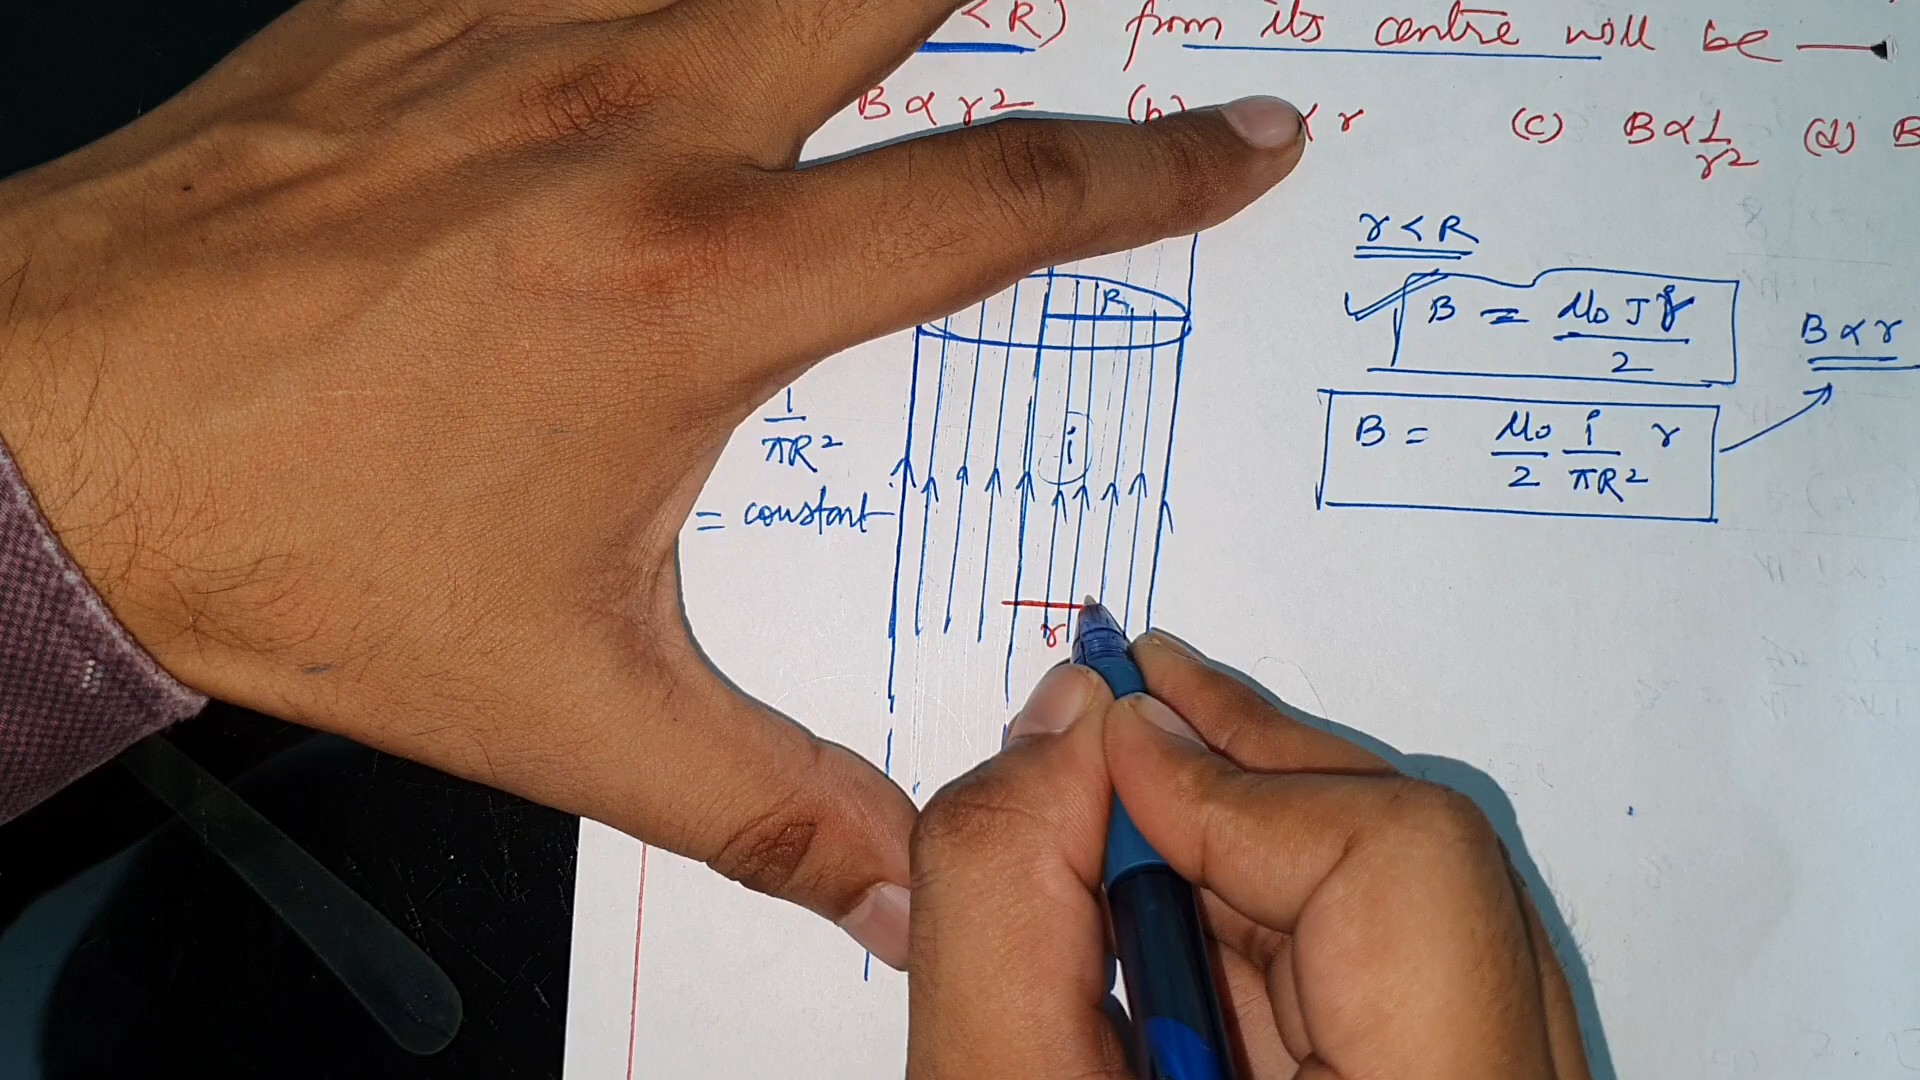 < R) from its centre will be
B ∝ r² (b) ∝ r (c) B ∝ 1/r² (d) B
r < R
R
B = μ₀ J r / 2
B ∝ r
1/πR²
i
B = μ₀/2 i/πR² r
= constant
r